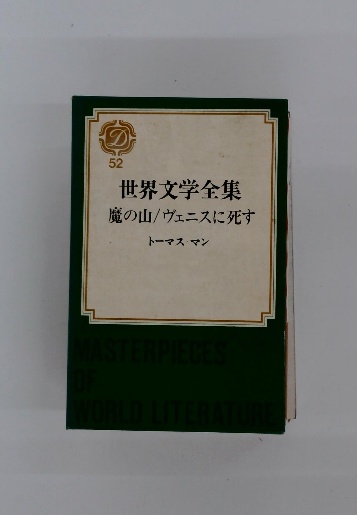 D
52
世界文学全集
魔の山/ヴェニスに死す
トーマス・マン
MASTERPIECES
OF
WORLD LITERATURE